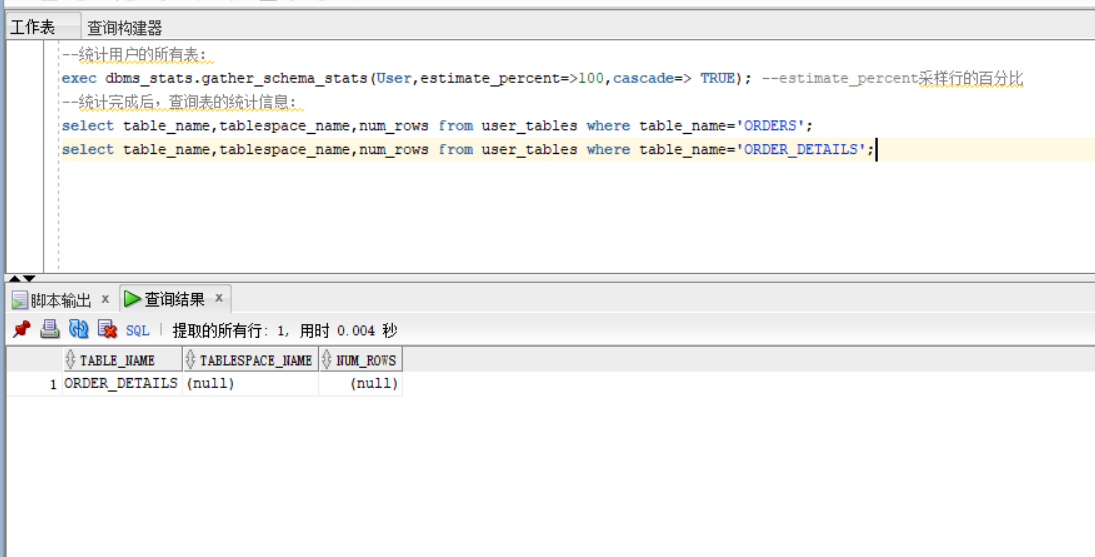 工作表 查询构建器
--统计用户的所有表：
exec dbms_stats.gather_schema_stats(User,estimate_percent=>100,cascade=> TRUE); --estimate_percent采样行的百分比
--统计完成后，查询表的统计信息：
select table_name,tablespace_name,num_rows from user_tables where table_name='ORDERS';
select table_name,tablespace_name,num_rows from user_tables where table_name='ORDER_DETAILS';
脚本输出 x 查询结果 x
SQL | 提取的所有行: 1, 用时 0.004 秒
TABLE_NAME TABLESPACE_NAME NUM_ROWS
1 ORDER_DETAILS (null) (null)